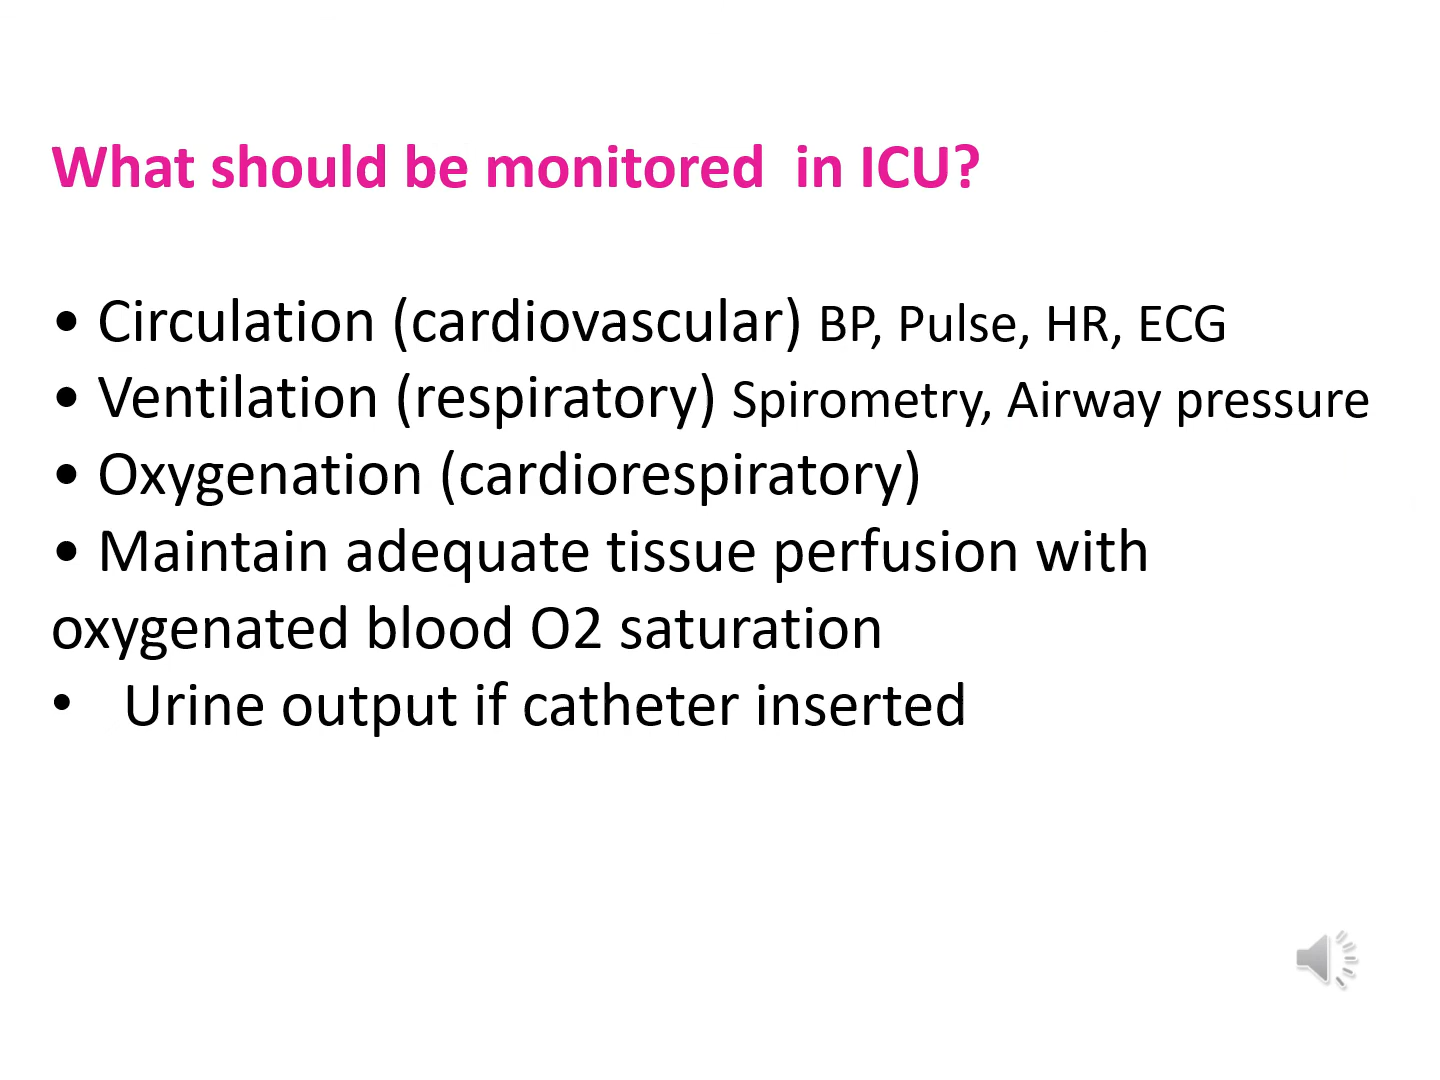 What should be monitored  in ICU?
• Circulation (cardiovascular) BP, Pulse, HR, ECG
• Ventilation (respiratory) Spirometry, Airway pressure
• Oxygenation (cardiorespiratory)
• Maintain adequate tissue perfusion with
oxygenated blood O2 saturation
• Urine output if catheter inserted